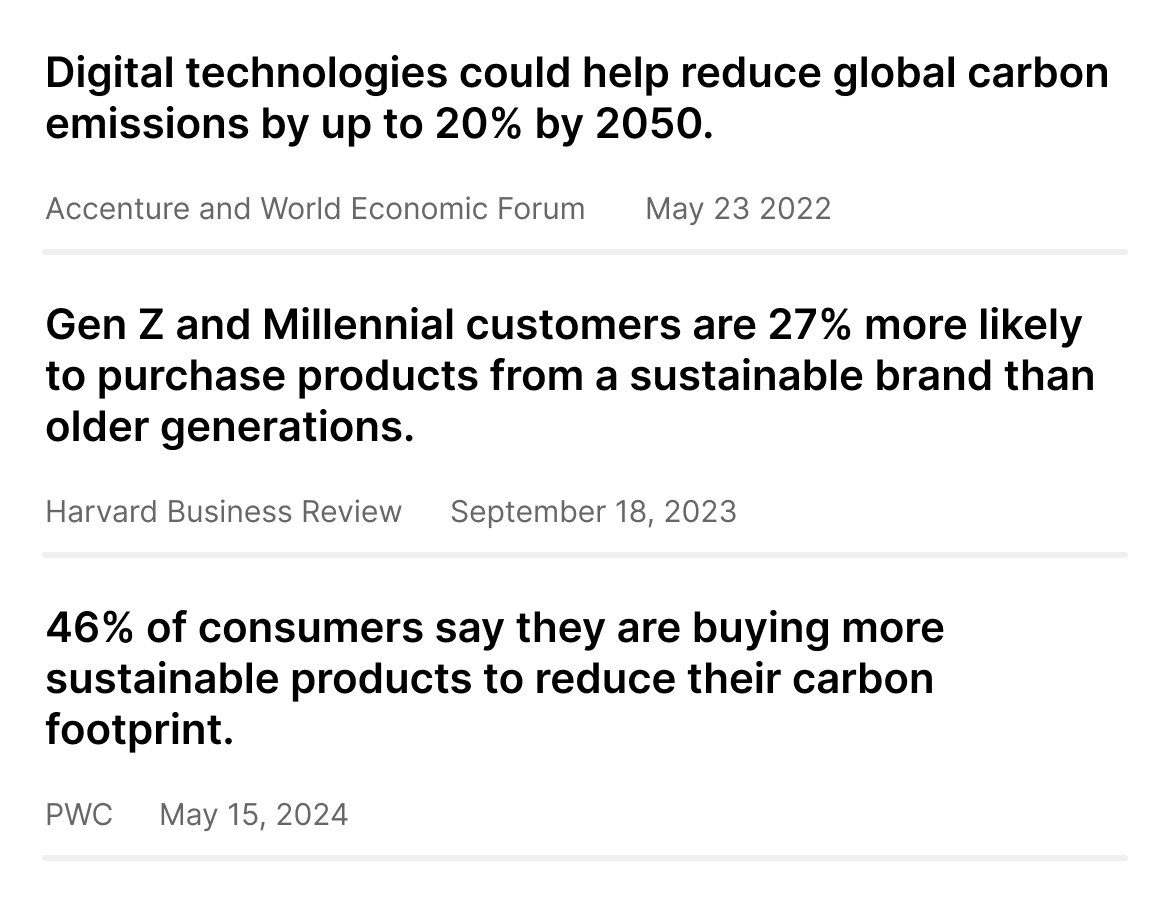 Digital technologies could help reduce global carbon
emissions by up to 20% by 2050.
Accenture and World Economic Forum May 23 2022
Gen Z and Millennial customers are 27% more likely
to purchase products from a sustainable brand than
older generations.
Harvard Business Review September 18, 2023
46% of consumers say they are buying more
sustainable products to reduce their carbon
footprint.
PWC May 15, 2024